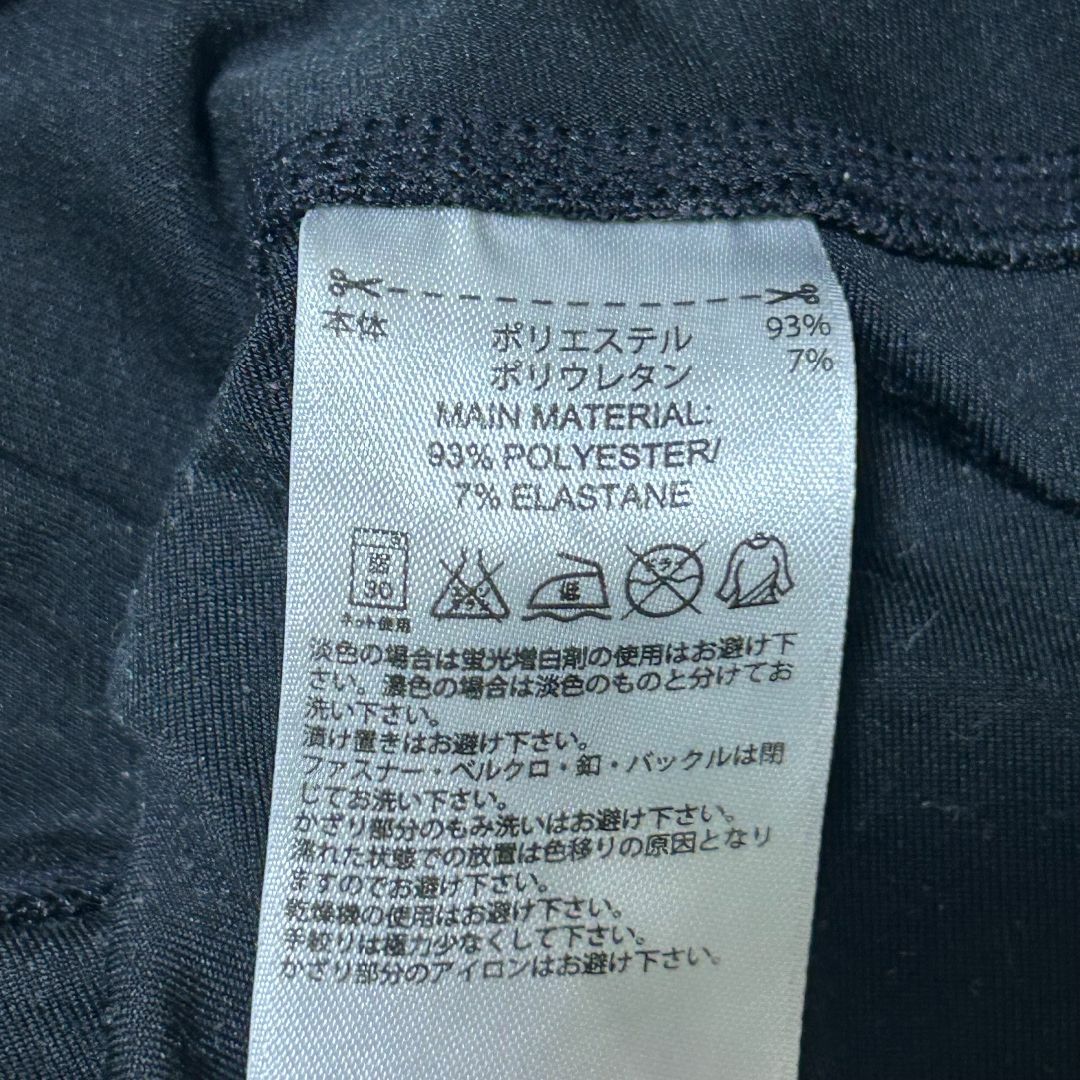 本体 ポリエステル 93%
ポリウレタン 7%
MAIN MATERIAL:
93% POLYESTER/
7% ELASTANE
30 エンソサラシ 低 ドライ
ネット使用
淡色の場合は蛍光増白剤の使用はお避け下
さい。濃色の場合は淡色のものと分けてお
洗い下さい。
漬け置きはお避け下さい。
ファスナー・ベルクロ・釦・バックルは閉
じてお洗い下さい。
かざり部分のもみ洗いはお避け下さい。
濡れた状態での放置は色移りの原因となり
ますのでお避け下さい。
乾燥機の使用はお避け下さい。
手絞りは極力少なくして下さい。
かざり部分のアイロンはお避け下さい。